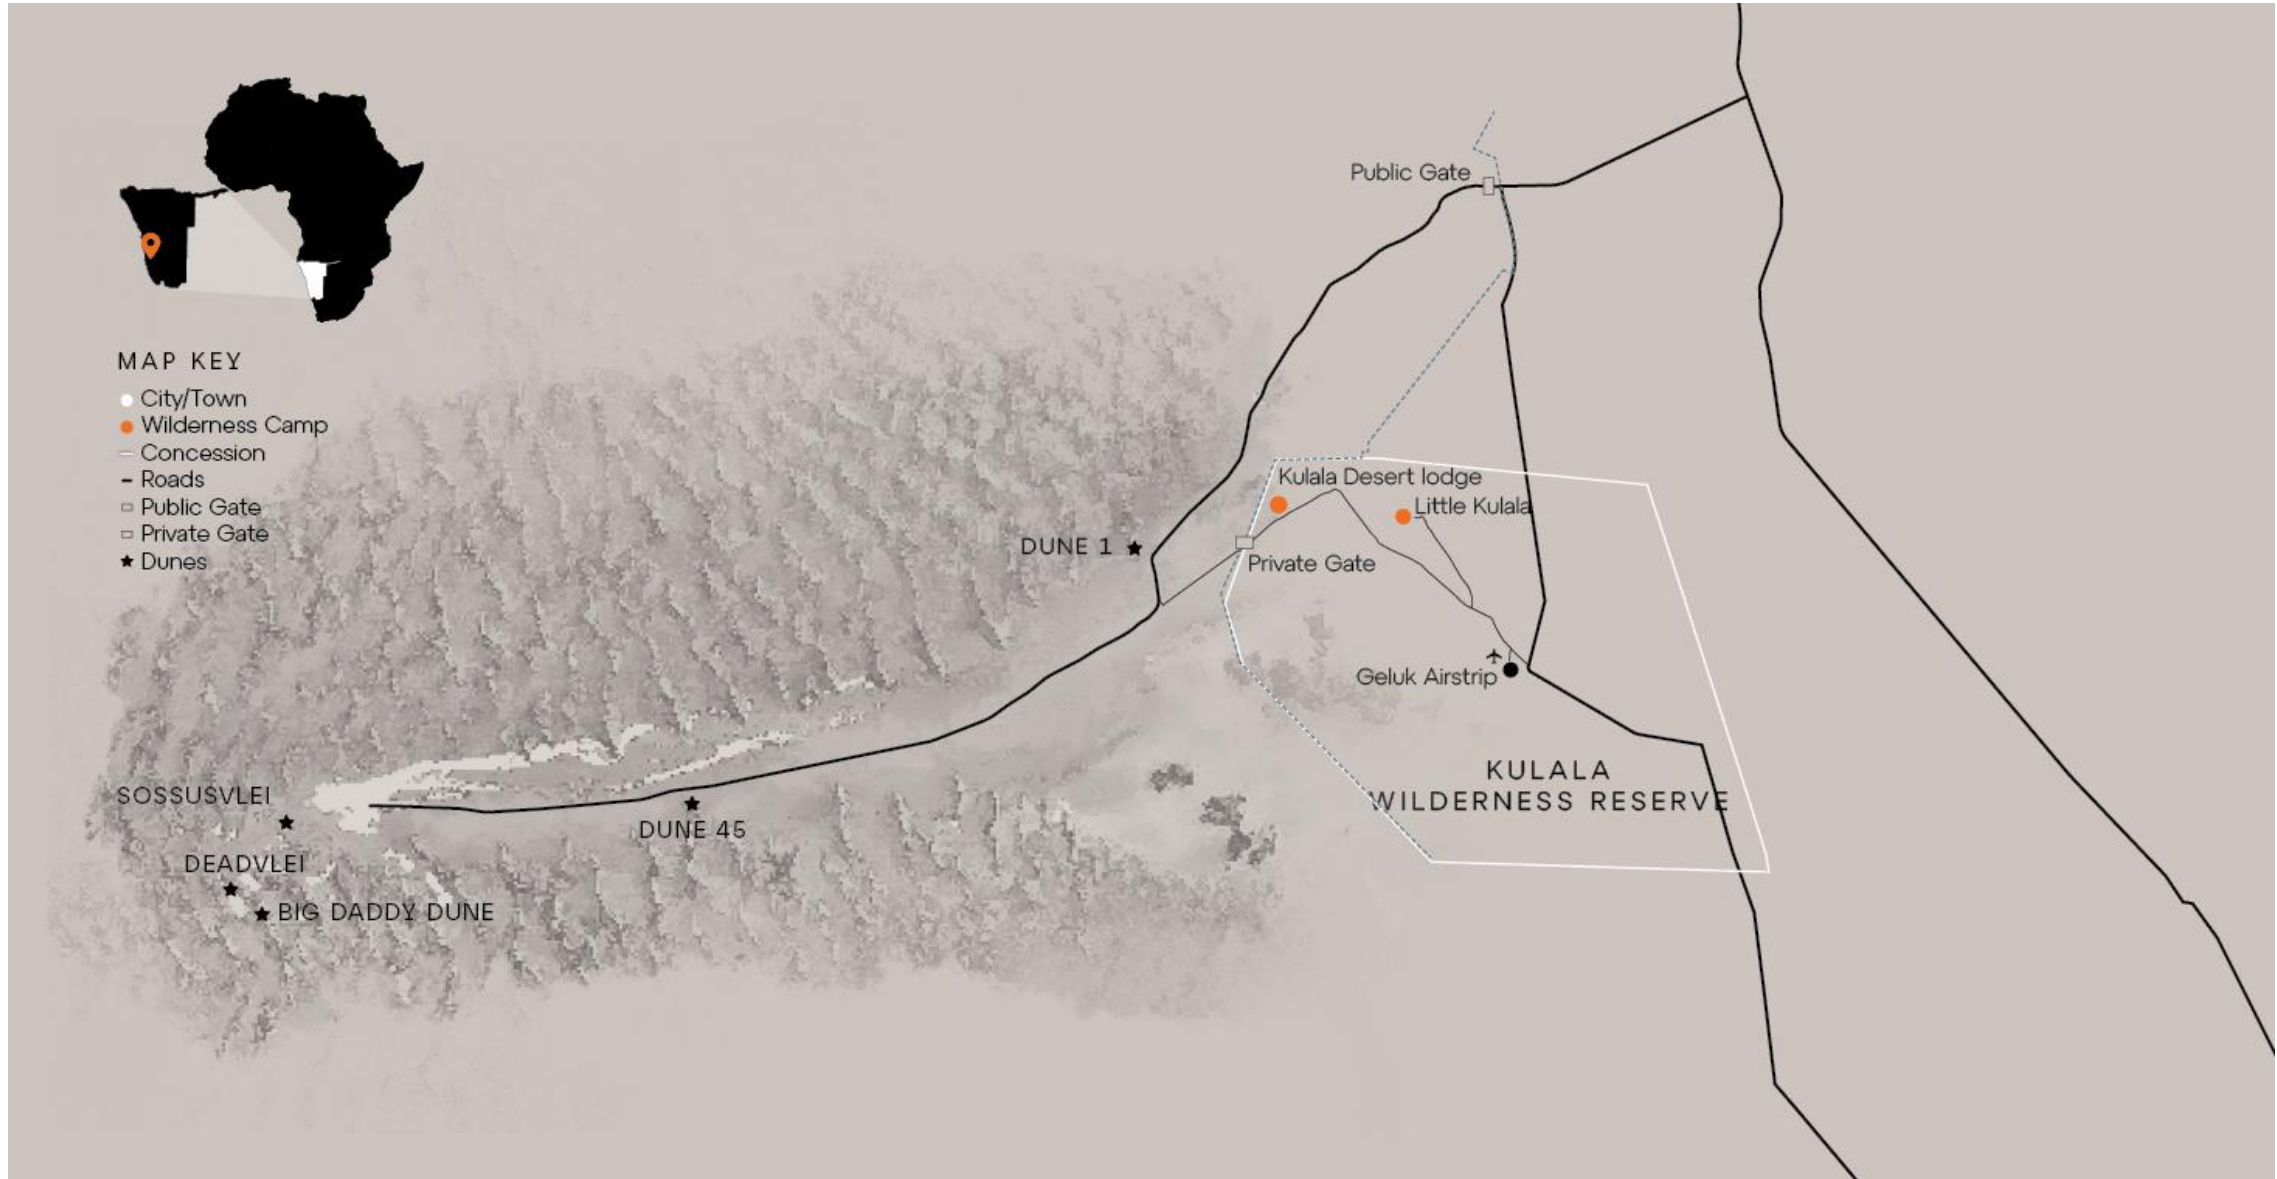 MAP KEY
City/Town
Wilderness Camp
Concession
Roads
Public Gate
Private Gate
Dunes
Public Gate
Kulala Desert lodge
Little Kulala
DUNE 1
Private Gate
Geluk Airstrip
KULALA
WILDERNESS RESERVE
SOSSUSVLEI
DUNE 45
DEADVLEI
BIG DADDY DUNE